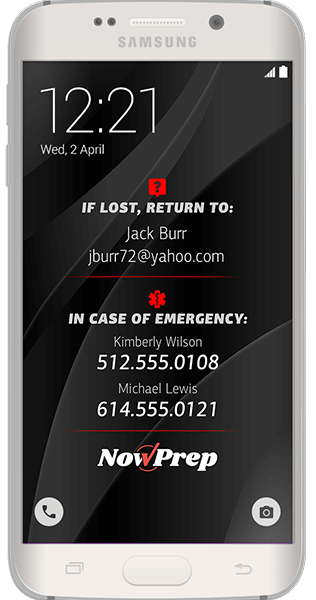 SAMSUNG
12:21
Wed, 2 April
?
IF LOST, RETURN TO:
Jack Burr
jburr72@yahoo.com
IN CASE OF EMERGENCY:
Kimberly Wilson
512.555.0108
Michael Lewis
614.555.0121
NowPrep